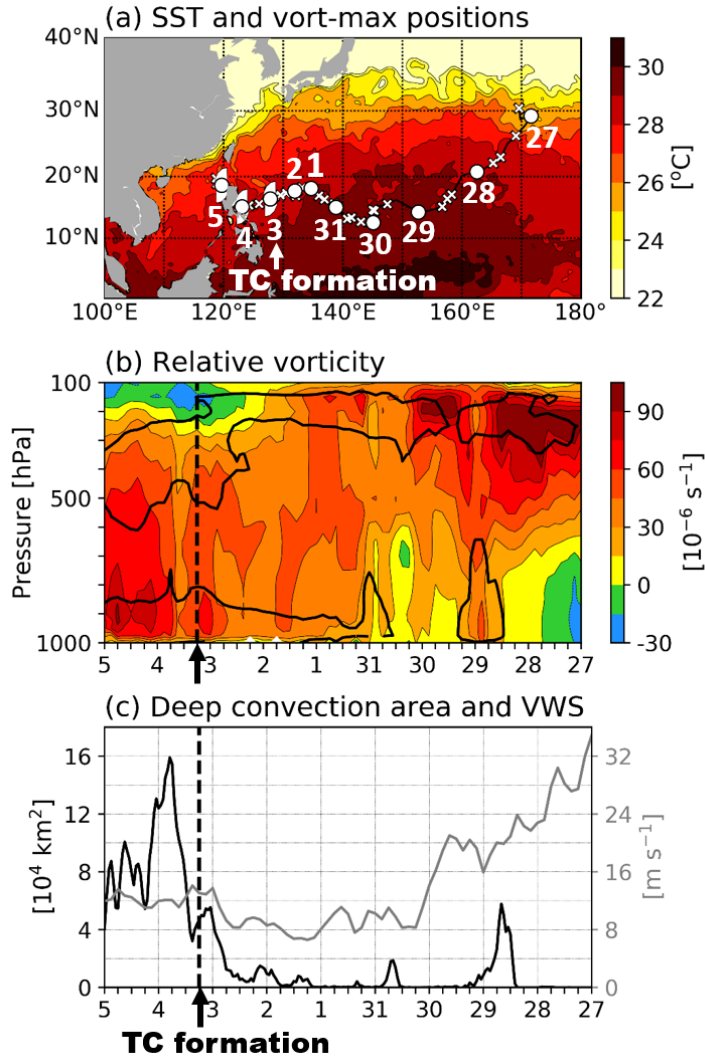 (a) SST and vort-max positions
40°N
30°N
20°N
10°N
27
28
29
30
31
1
2
3
4
5
TC formation
100°E 120°E 140°E 160°E 180
30
28
26
25
24
22
[°C]
(b) Relative vorticity
100
500
1000
Pressure [hPa]
5 4 3 2 1 31 30 29 28 27
90
60
30
0
-30
[10⁻⁶ s⁻¹]
(c) Deep convection area and VWS
16
12
8
4
0
[10⁴ km²]
32
24
16
8
0
[m s⁻¹]
5 4 3 2 1 31 30 29 28 27
TC formation